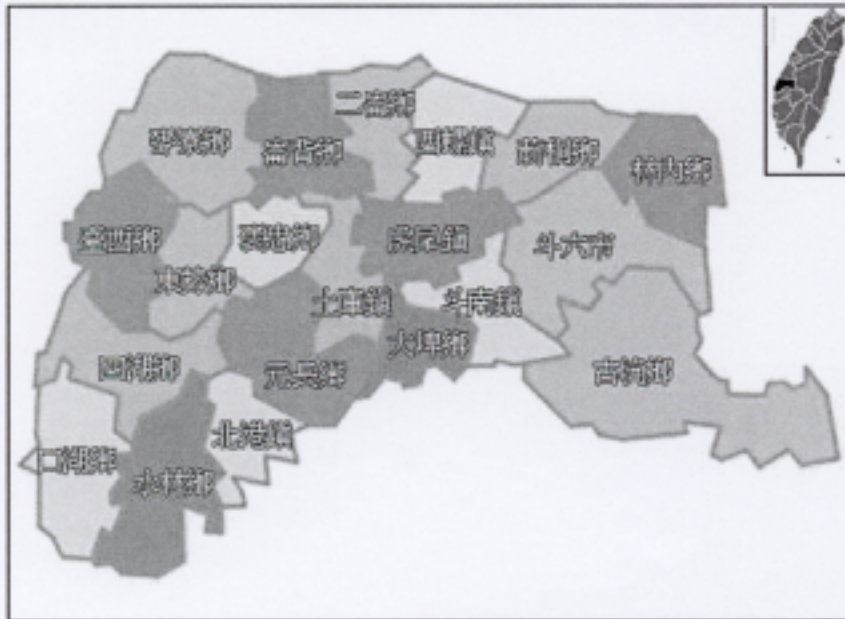 二崙鄉
麥寮鄉
崙背鄉
西螺鎮
莿桐鄉
林內鄉
臺西鄉
東勢鄉
褒忠鄉
虎尾鎮
斗六市
土庫鎮
斗南鎮
四湖鄉
元長鄉
大埤鄉
古坑鄉
口湖鄉
水林鄉
北港鎮